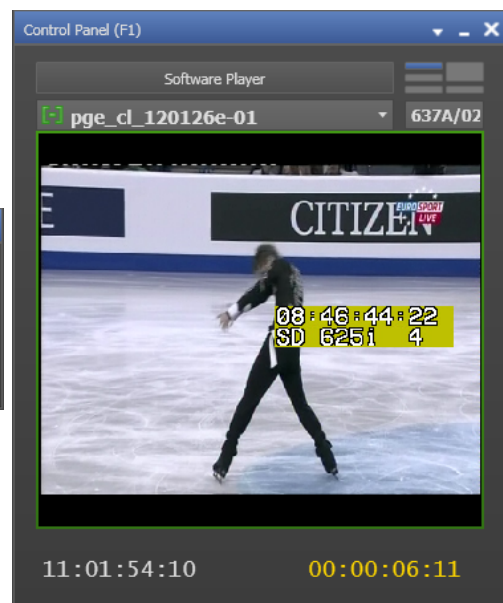 Control Panel (F1)
Software Player
[-] pge_cl_120126e-01
637A/02
CITIZEN
EUROSPORT
LIVE
08:46:44:22
SD 625i 4
11:01:54:10
00:00:06:11